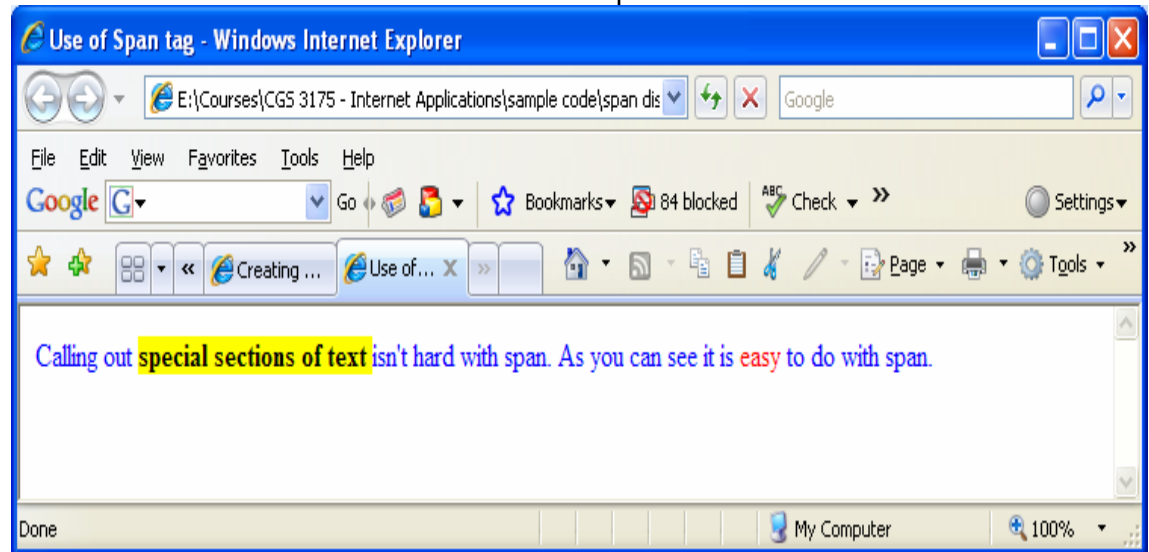 Use of Span tag - Windows Internet Explorer
E:\Courses\CGS 3175 - Internet Applications\sample code\span dis Google
File Edit View Favorites Tools Help
Google G Go Bookmarks 84 blocked ABC Check » Settings
« Creating ... Use of... X » Page Tools »
Calling out special sections of text isn't hard with span. As you can see it is easy to do with span.
Done My Computer 100%